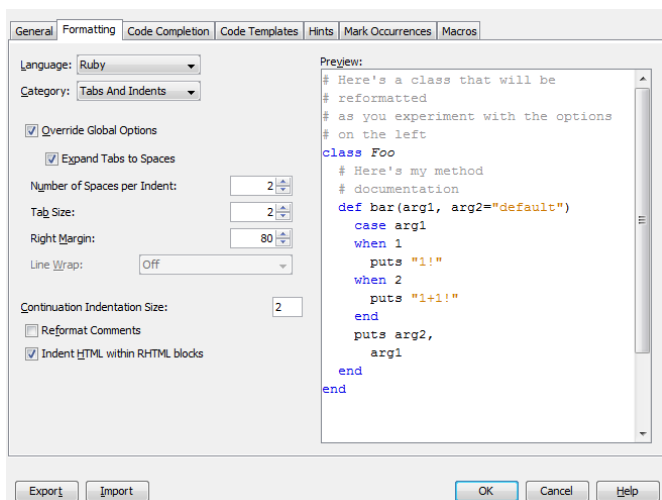 General Formatting Code Completion Code Templates Hints Mark Occurrences Macros
Language: Ruby
Category: Tabs And Indents
Override Global Options
Expand Tabs to Spaces
Number of Spaces per Indent: 2
Tab Size: 2
Right Margin: 80
Line Wrap: Off
Continuation Indentation Size: 2
Reformat Comments
Indent HTML within RHTML blocks
Preview:
# Here's a class that will be
# reformatted
# as you experiment with the options
# on the left
class Foo
  # Here's my method
  # documentation
  def bar(arg1, arg2="default")
    case arg1
    when 1
      puts "1!"
    when 2
      puts "1+1!"
    end
    puts arg2,
      arg1
  end
end
Export Import OK Cancel Help